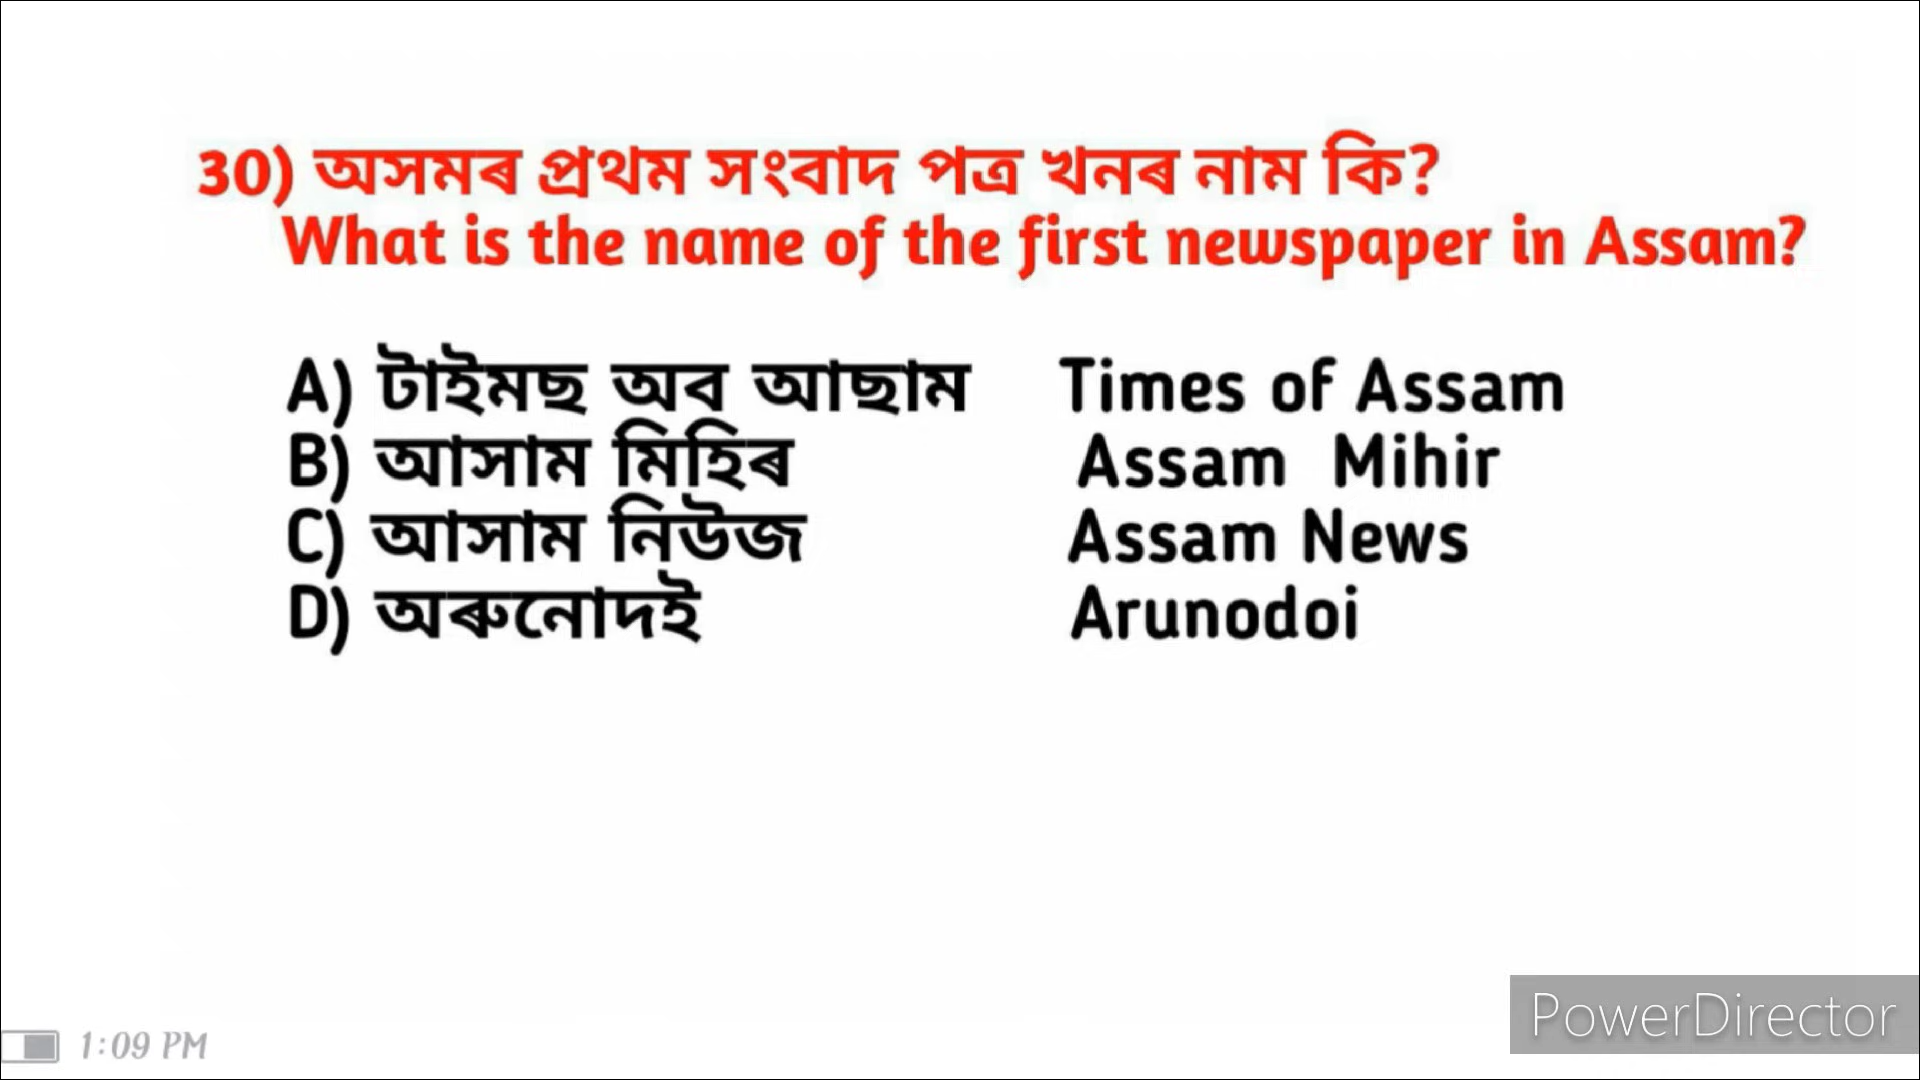 30) অসমৰ প্ৰথম সংবাদ পত্ৰ খনৰ নাম কি?
What is the name of the first newspaper in Assam?
A) টাইমছ অব আছাম Times of Assam
B) আসাম মিহিৰ Assam Mihir
C) আসাম নিউজ Assam News
D) অৰুনোদই Arunodoi
1:09 PM
PowerDirector